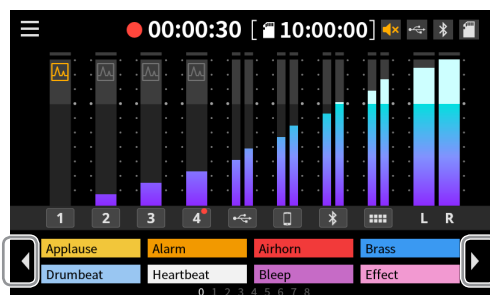 00:00:30 [ 10:00:00]
1 2 3 4 L R
Applause Alarm Airhorn Brass
Drumbeat Heartbeat Bleep Effect
0 1 2 3 4 5 6 7 8